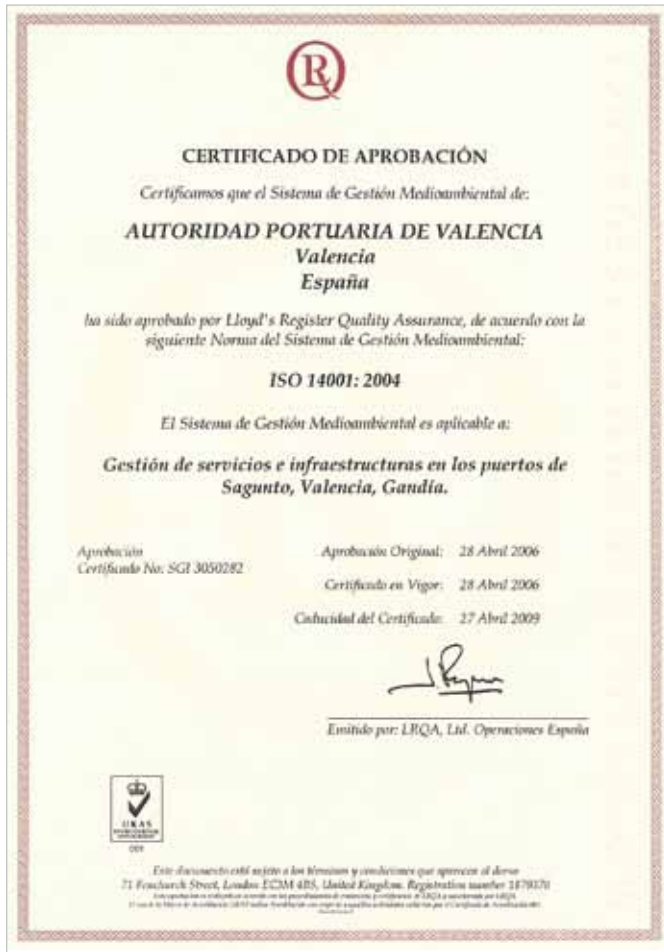 CERTIFICADO DE APROBACIÓN
Certificamos que el Sistema de Gestión Medioambiental de:
AUTORIDAD PORTUARIA DE VALENCIA
Valencia
España
ha sido aprobado por Lloyd's Register Quality Assurance, de acuerdo con la
siguiente Norma del Sistema de Gestión Medioambiental:
ISO 14001: 2004
El Sistema de Gestión Medioambiental es aplicable a:
Gestión de servicios e infraestructuras en los puertos de
Sagunto, Valencia, Gandía.
Aprobación
Certificado No: SGI 3050282
Aprobación Original: 28 Abril 2006
Certificado en Vigor: 28 Abril 2006
Caducidad del Certificado: 27 Abril 2009
Emitido por: LRQA, Ltd. Operaciones España
UKAS
001
Este documento está sujeto a los términos y condiciones que aparecen al dorso
71 Fenchurch Street, London EC3M 4BS, United Kingdom. Registration number 1879370